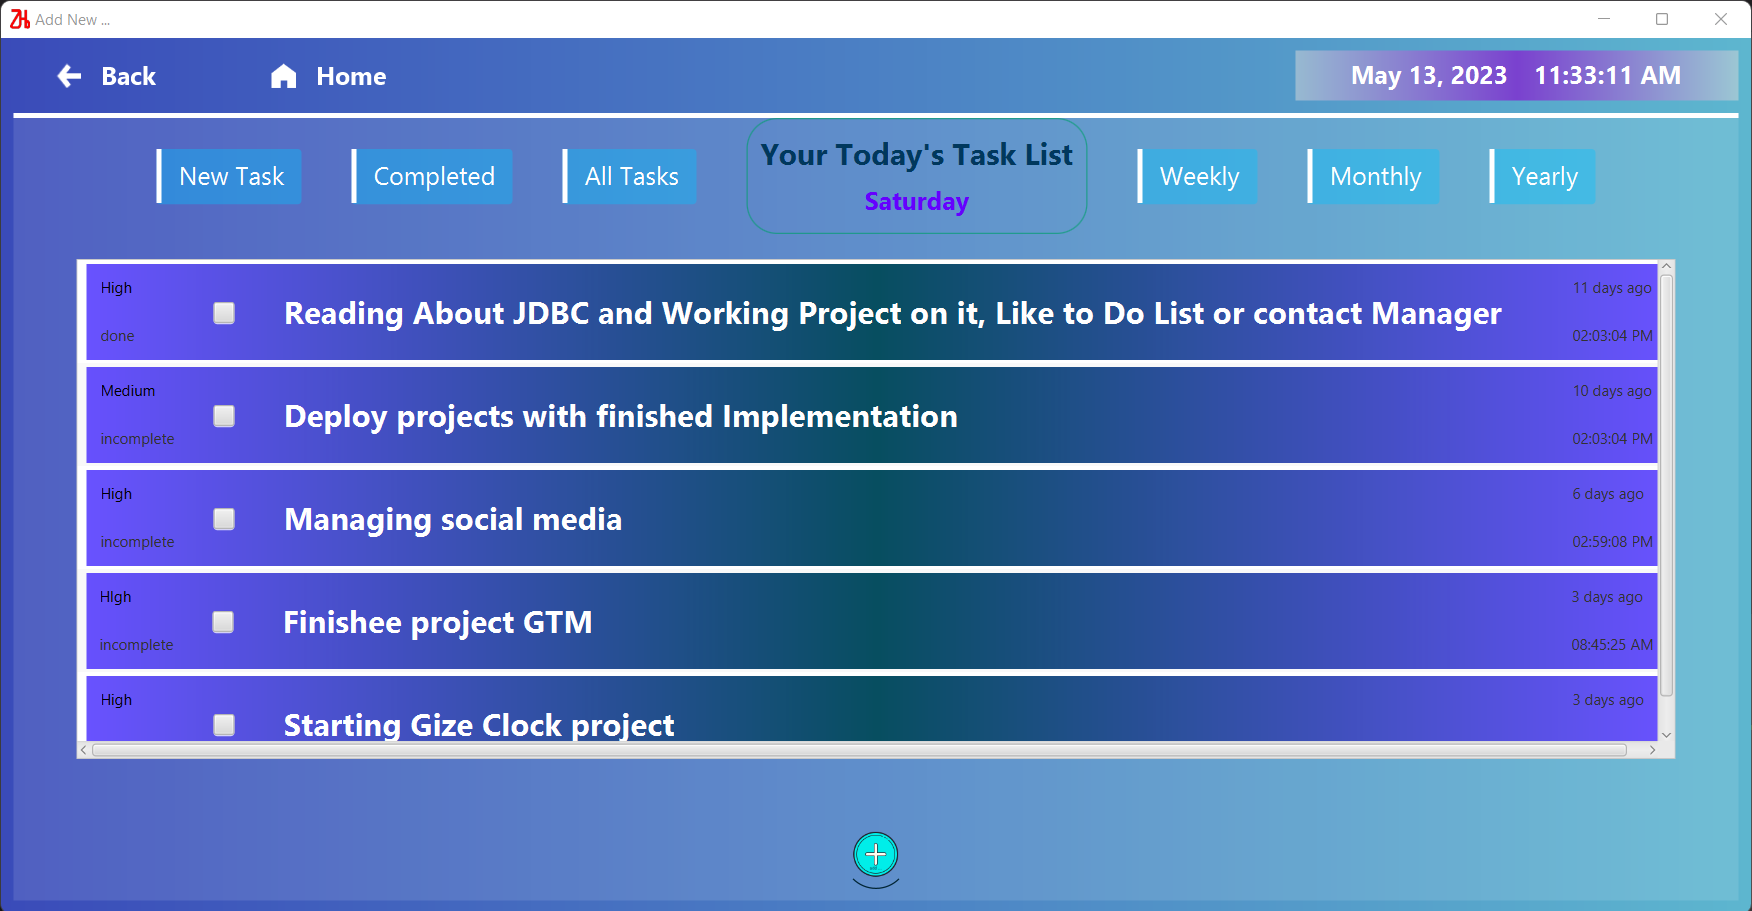 Add New ...
Back Home May 13, 2023 11:33:11 AM
New Task Completed All Tasks Your Today's Task List Weekly Monthly Yearly
Saturday
High 11 days ago
Reading About JDBC and Working Project on it, Like to Do List or contact Manager
done 02:03:04 PM
Medium 10 days ago
Deploy projects with finished Implementation
incomplete 02:03:04 PM
High 6 days ago
Managing social media
incomplete 02:59:08 PM
HIgh 3 days ago
Finishee project GTM
incomplete 08:45:25 AM
High 3 days ago
Starting Gize Clock project